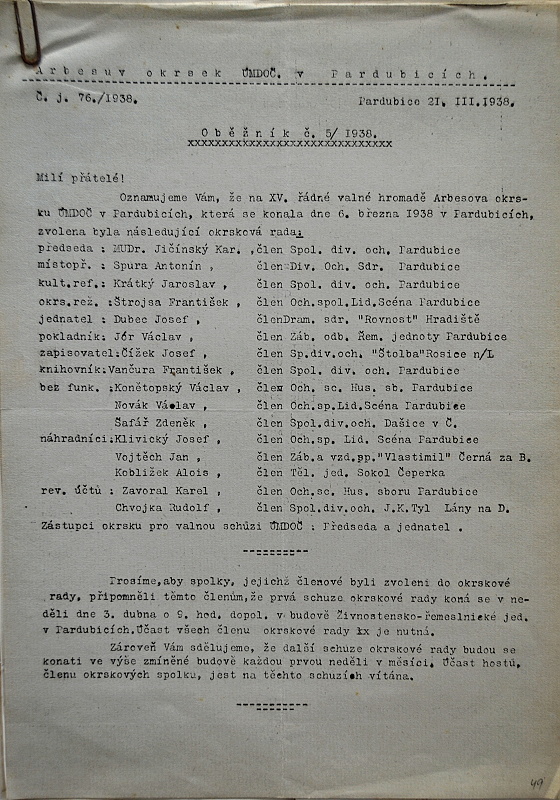 Arbesuv okrsek ÚMDOČ. v Pardubicích.
Č. j. 76./1938. Pardubice 21. III.1938.
Oběžník č. 5/ 1938.
xxxxxxxxxxxxxxxxxxxxxxxxxxxxxx
Milí přátelé!
Oznamujeme Vám, že na XV. řádné valné hromadě Arbesova okrs-
ku ÚMDOČ v Pardubicích, která se konala dne 6. března 1938 v Pardubicích,
zvolena byla následující okrsková rada:
předseda : MUDr. Jičínský Kar. ,člen Spol. div. och. Pardubice
místopř. : Spura Antonín , člen Div. Och. Sdr. Pardubice
kult.ref.: Krátký Jaroslav , člen Spol. div. och. Pardubice
okrs.rež. :Štrojsa František , člen Och.spol.Lid.Scéna Pardubice
jednatel : Dubec Josef , členDram. sdr. "Rovnost" Hradiště
pokladník: Jór Václav , člen Záb. odb. Řem. jednoty Pardubice
zapisovatel:Čížek Josef , člen Sp.div.och. "Štolba"Rosice n/L
knihovník:Vančura František , člen Spol. div. och. Pardubice
bez funk. :Konětopský Václav , člen Och. sc. Hus. sb. Pardubice
Novák Václav , člen Och.sp.Lid.Scéna Pardubice
Šafář Zdeněk , člen Spol.div.och. Dašice v Č.
náhradníci:Klivický Josef , člen Och.sp. Lid. Scéna Pardubice
Vojtěch Jan , člen Záb.a vzd.pp."Vlastimil" Černá za B.
Koblížek Alois , člen Těl. jed. Sokol Čeperka
rev. účtů : Zavoral Karel , člen Och.sc. Hus. sboru Pardubice
Chvojka Rudolf , člen Spol.div.och. J.K.Tyl Lány na D.
Zástupci okrsku pro valnou schůzi ÚMDOČ : Předseda a jednatel .
Prosíme,aby spolky, jejichž členové byli zvoleni do okrskové
rady, připomněli těmto členům,že prvá schuze okrskové rady koná se v ne-
děli dne 3. dubna o 9. hod. dopol. v budově Živnostensko-řemeslnické jed.
v Pardubicích.Účast všech členu okrskové rady ix je nutná.
Zároveň Vám sdělujeme, že další schůze okrskové rady budou se
konati ve výše zmíněné budově každou prvou neděli v měsíci. Účast hostů,
členu okrskových spolku, jest na těchto schuzích vítána.
49